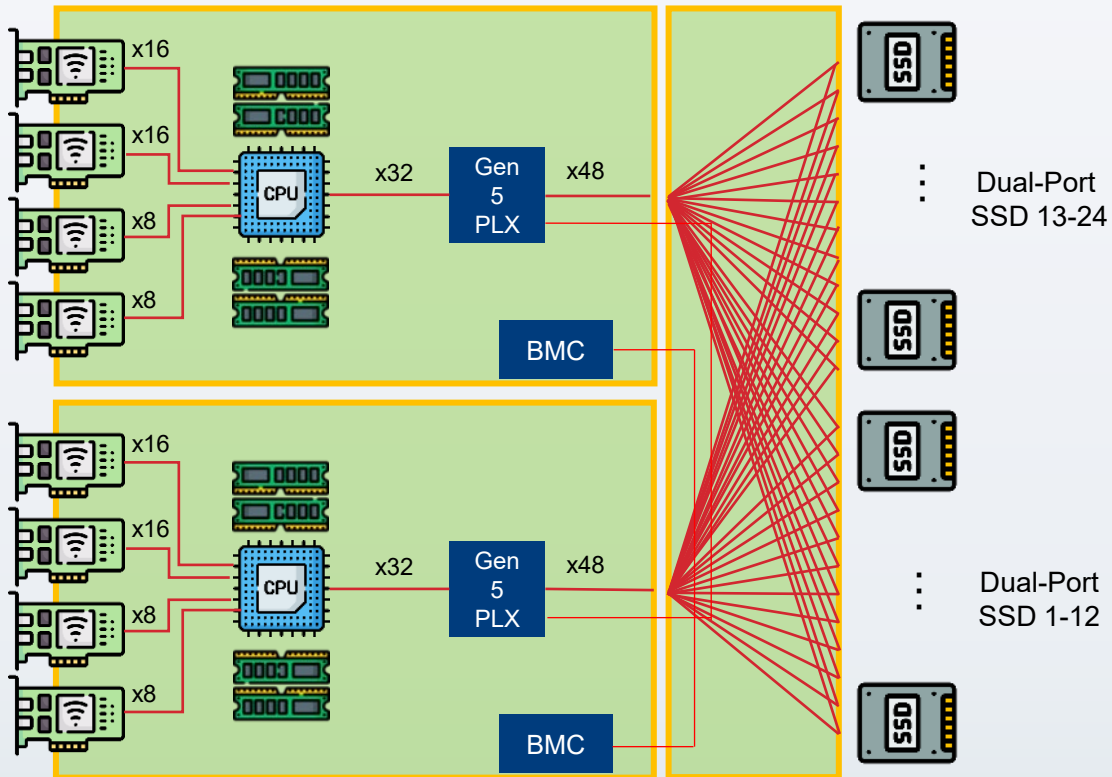 x16
x16
x8
x8
CPU
x32
Gen
5
PLX
x48
BMC
SSD
Dual-Port
SSD 13-24
SSD
x16
x16
x8
x8
CPU
x32
Gen
5
PLX
x48
BMC
SSD
Dual-Port
SSD 1-12
SSD